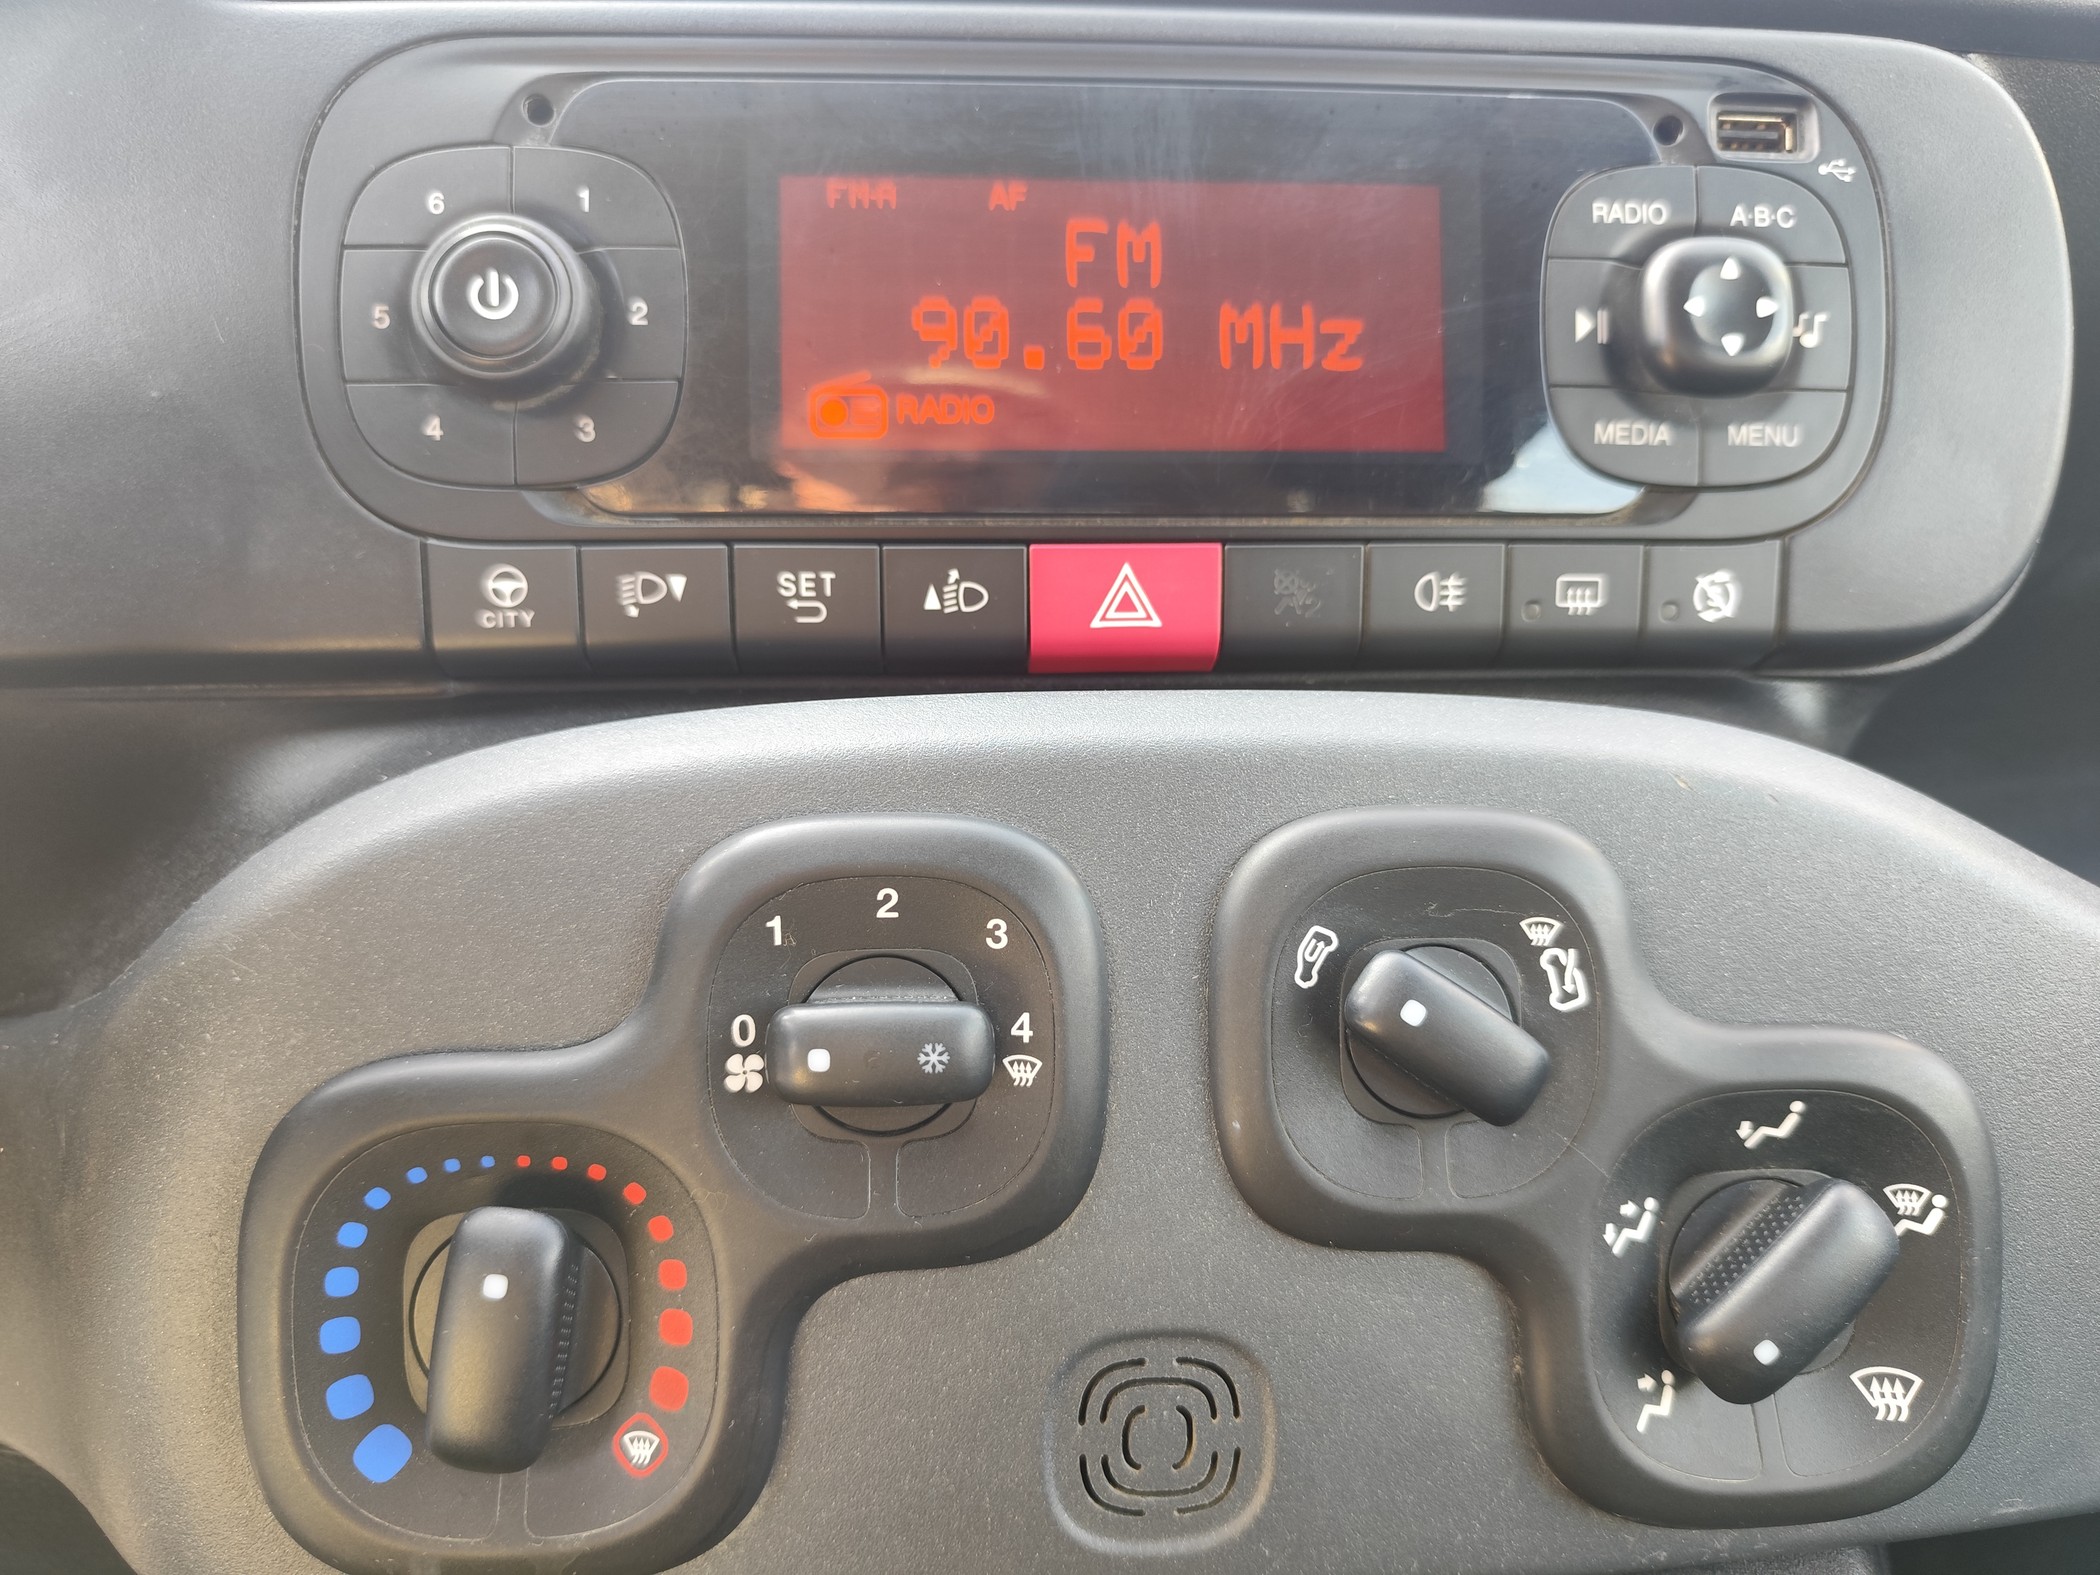 6
1
5
2
4
3
FM-A AF
FM
90.60 MHz
RADIO
RADIO
A·B·C
MEDIA
MENU
CITY
SET
0
1
2
3
4